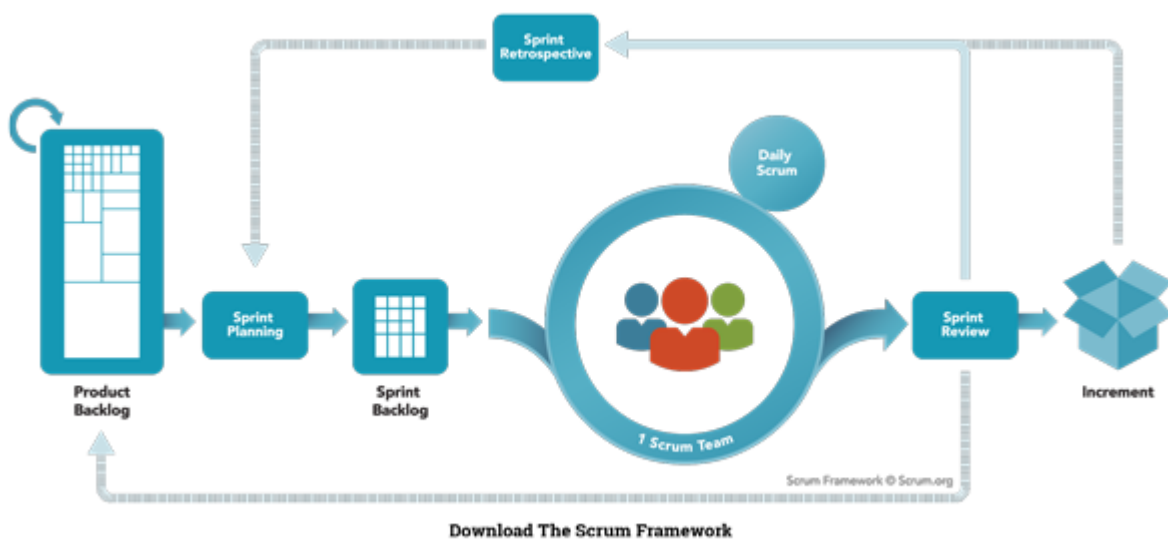 Sprint
Retrospective
Daily
Scrum
Sprint
Planning
Sprint
Review
Product
Backlog
Sprint
Backlog
Increment
1 Scrum Team
Scrum Framework © Scrum.org
Download The Scrum Framework